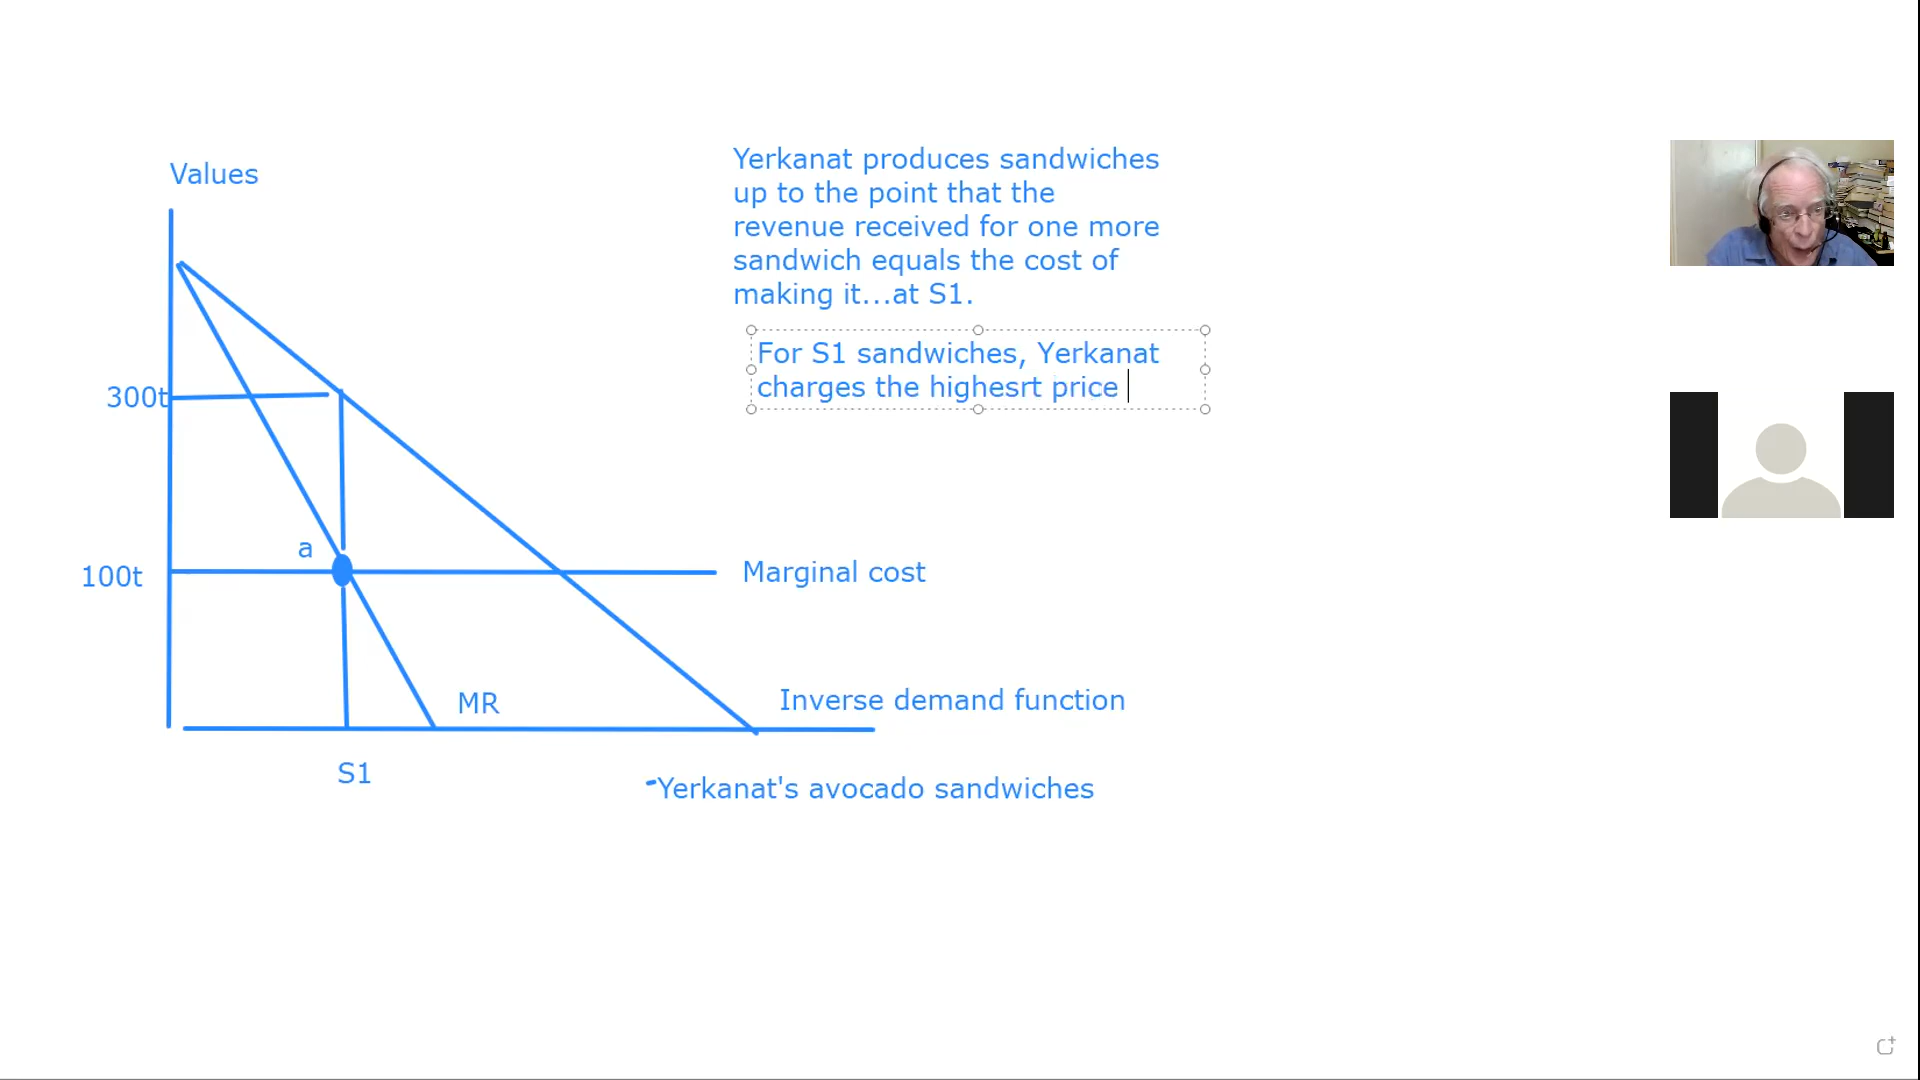 Values
300t
a
100t
S1
MR
Yerkanat produces sandwiches
up to the point that the
revenue received for one more
sandwich equals the cost of
making it...at S1.
For S1 sandwiches, Yerkanat
charges the highesrt price
Marginal cost
Inverse demand function
Yerkanat's avocado sandwiches